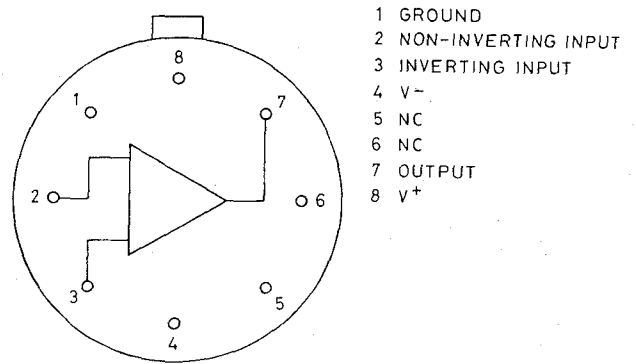 1 GROUND
2 NON-INVERTING INPUT
3 INVERTING INPUT
4 V-
5 NC
6 NC
7 OUTPUT
8 V+
8
1
7
2
6
3
5
4